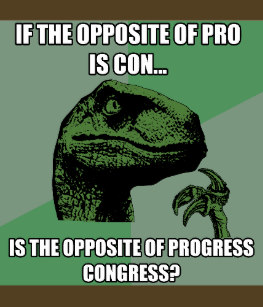 IF THE OPPOSITE OF PRO
IS CON...
IS THE OPPOSITE OF PROGRESS
CONGRESS?